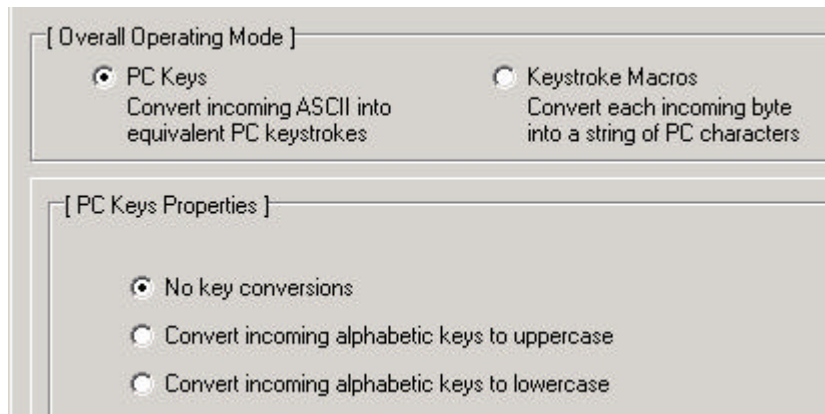 [ Overall Operating Mode ]
PC Keys
Convert incoming ASCII into
equivalent PC keystrokes
Keystroke Macros
Convert each incoming byte
into a string of PC characters
[ PC Keys Properties ]
No key conversions
Convert incoming alphabetic keys to uppercase
Convert incoming alphabetic keys to lowercase